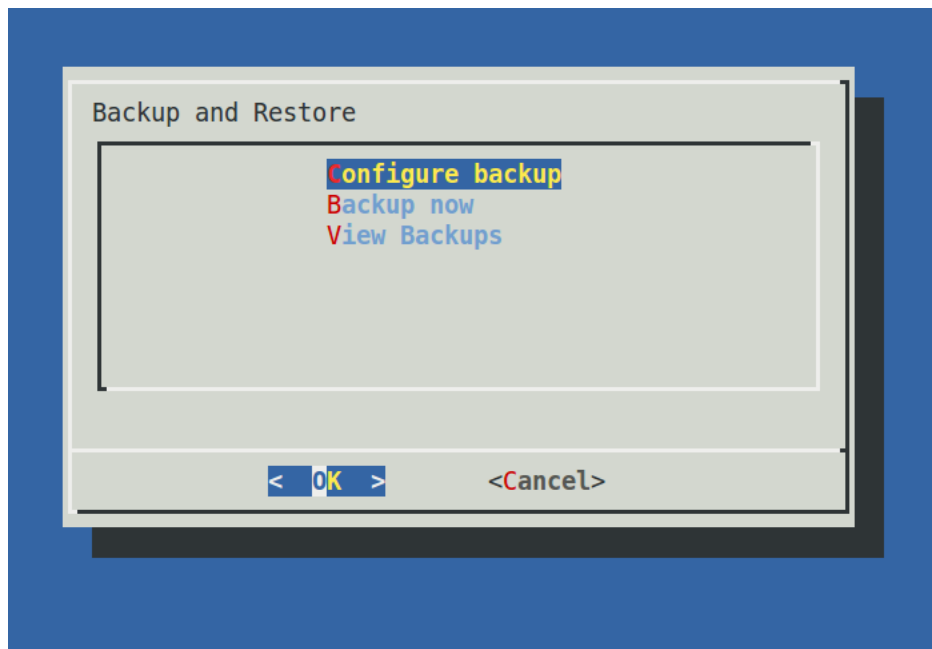 Backup and Restore
Configure backup
Backup now
View Backups
< OK > <Cancel>